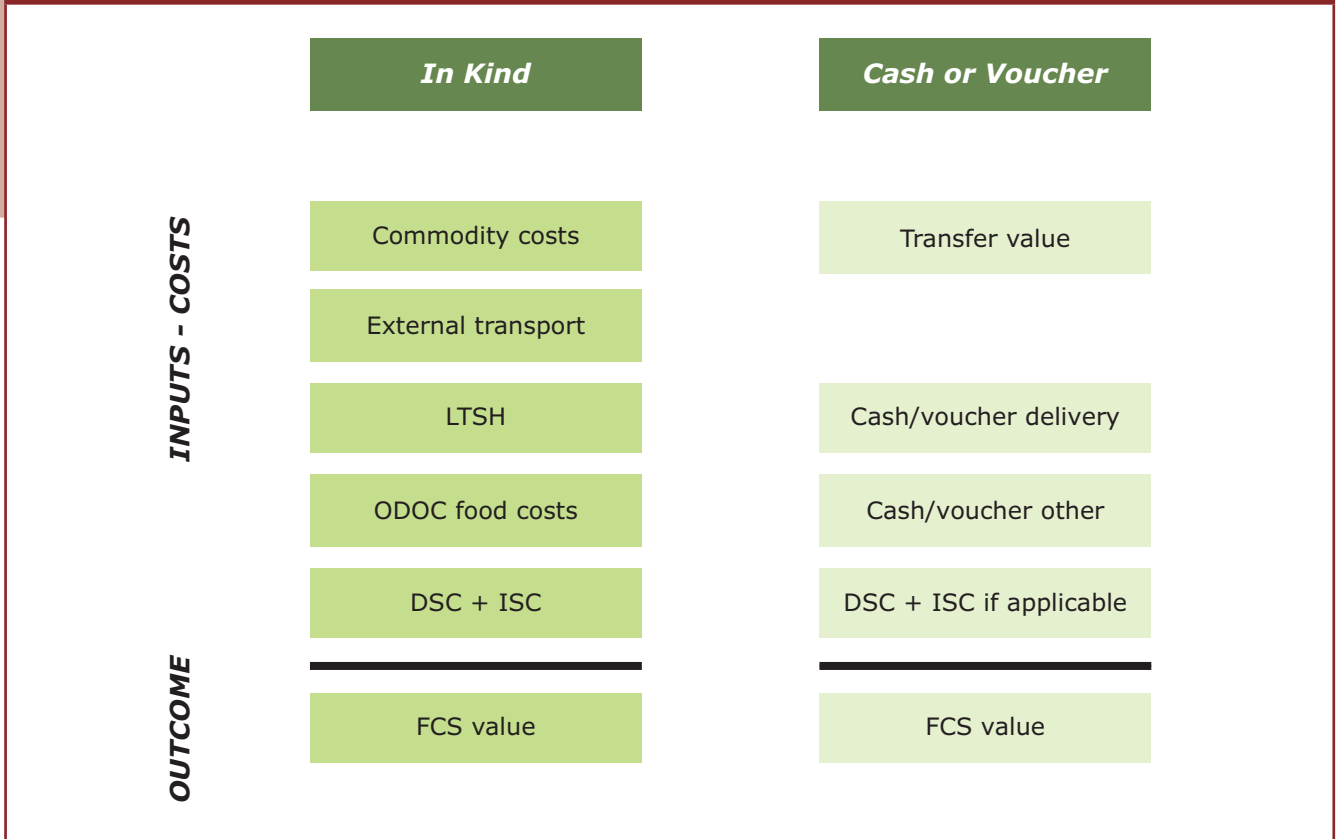 In Kind
Cash or Voucher
INPUTS - COSTS
Commodity costs
Transfer value
External transport
LTSH
Cash/voucher delivery
ODOC food costs
Cash/voucher other
DSC + ISC
DSC + ISC if applicable
OUTCOME
FCS value
FCS value